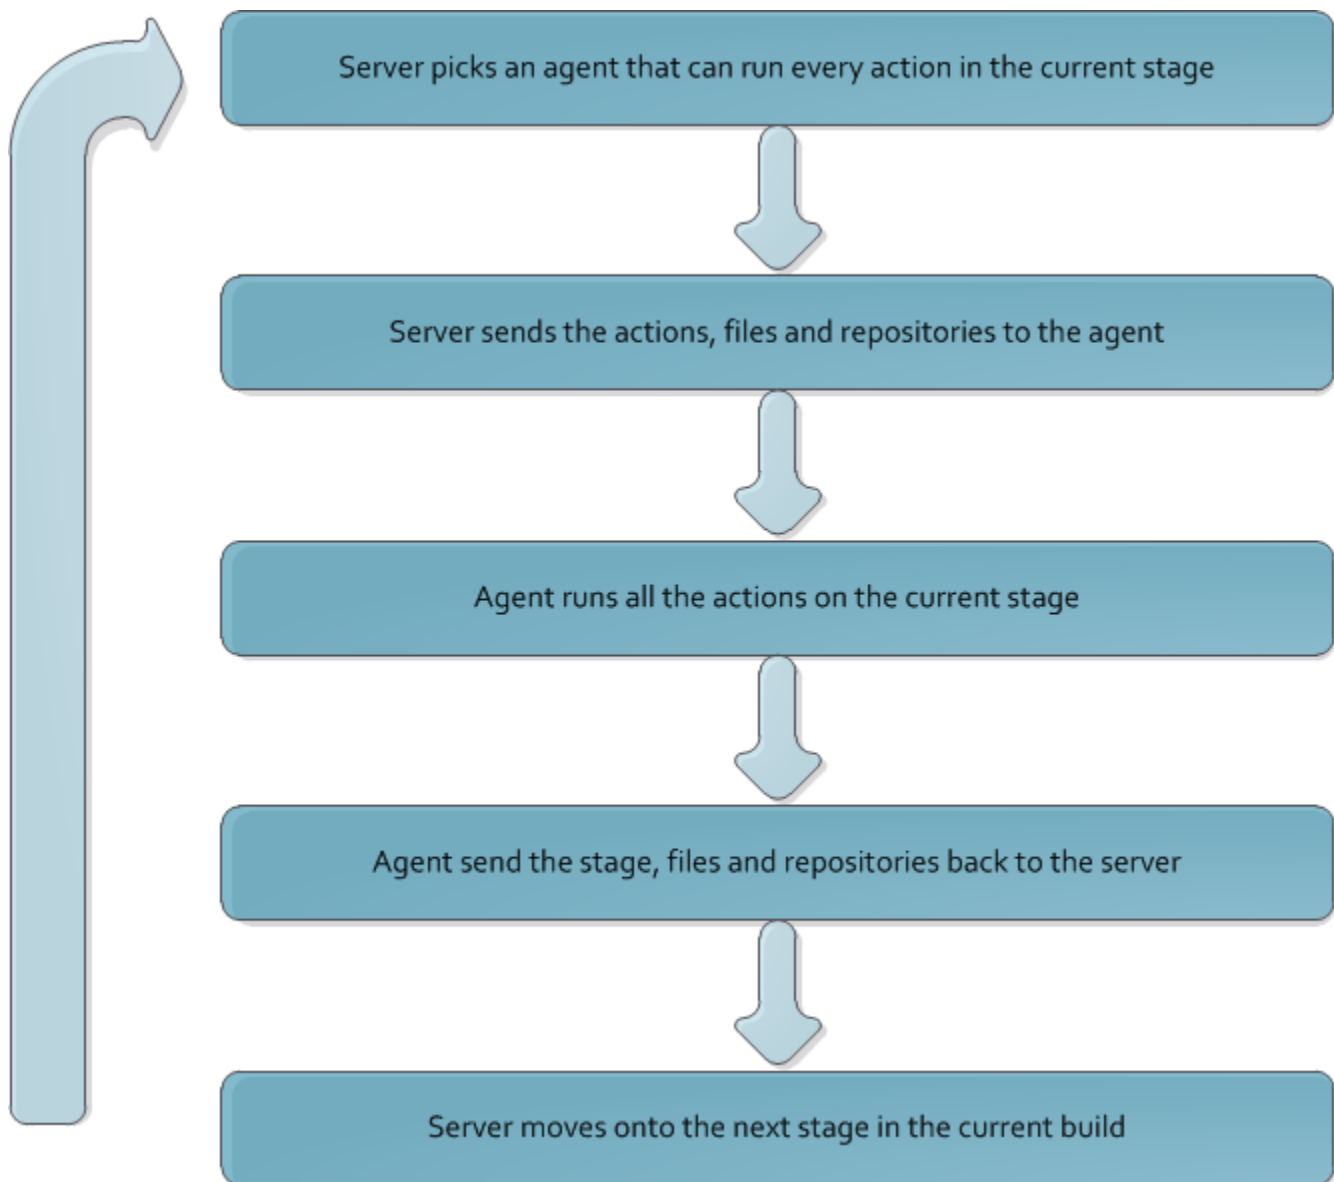 Server picks an agent that can run every action in the current stage
Server sends the actions, files and repositories to the agent
Agent runs all the actions on the current stage
Agent send the stage, files and repositories back to the server
Server moves onto the next stage in the current build